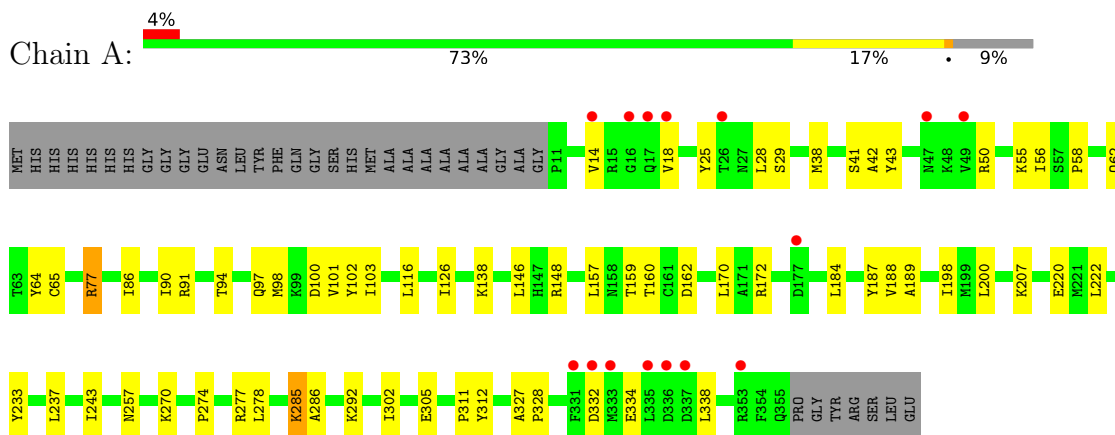 4%
Chain A:
73% 17% • 9%
MET HIS HIS HIS HIS HIS HIS GLY GLY GLY GLU ASN LEU TYR PHE GLN GLY SER HIS MET ALA ALA ALA ALA ALA ALA GLY ALA GLY P11 V14 R15 G16 Q17 V18 Y25 T26 N27 L28 S29 M38 S41 A42 Y43 N47 K48 V49 R50 K55 I56 S57 P58
T63 Y64 C65 R77 I86 I90 R91 T94 Q97 M98 K99 D100 V101 Y102 I103 L116 I126 K138 L146 H147 R148 L157 N158 T159 T160 C161 D162 L170 A171 R172 D177 L184 Y187 V188 A189 I198 M199 L200 K207 E220 M221 L222
Y233 L237 I243 N257 K270 P274 R277 L278 K285 A286 K292 I302 E305 P311 Y312 A327 P328 F331 D332 M333 E334 L335 D336 D337 L338 R353 F354 Q355 PRO GLY TYR ARG SER LEU GLU